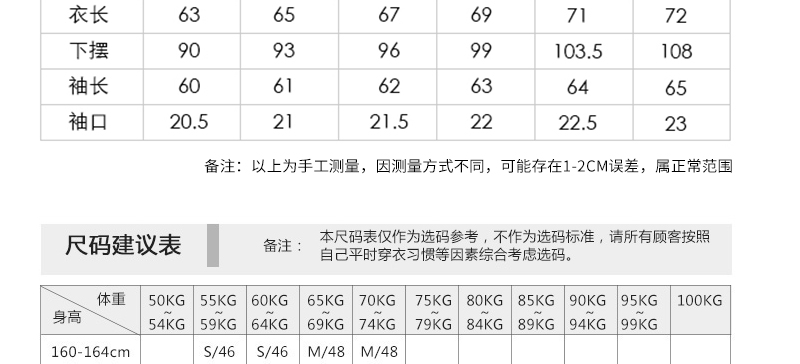 衣长 63 65 67 69 71 72
下摆 90 93 96 99 103.5 108
袖长 60 61 62 63 64 65
袖口 20.5 21 21.5 22 22.5 23
备注：以上为手工测量，因测量方式不同，可能存在1-2CM误差，属正常范围
尺码建议表
备注：
本尺码表仅作为选码参考，不作为选码标准，请所有顾客按照
自己平时穿衣习惯等因素综合考虑选码。
体重
身高
50KG~54KG 55KG~59KG 60KG~64KG 65KG~69KG 70KG~74KG 75KG~79KG 80KG~84KG 85KG~89KG 90KG~94KG 95KG~99KG 100KG
160-164cm S/46 S/46 M/48 M/48